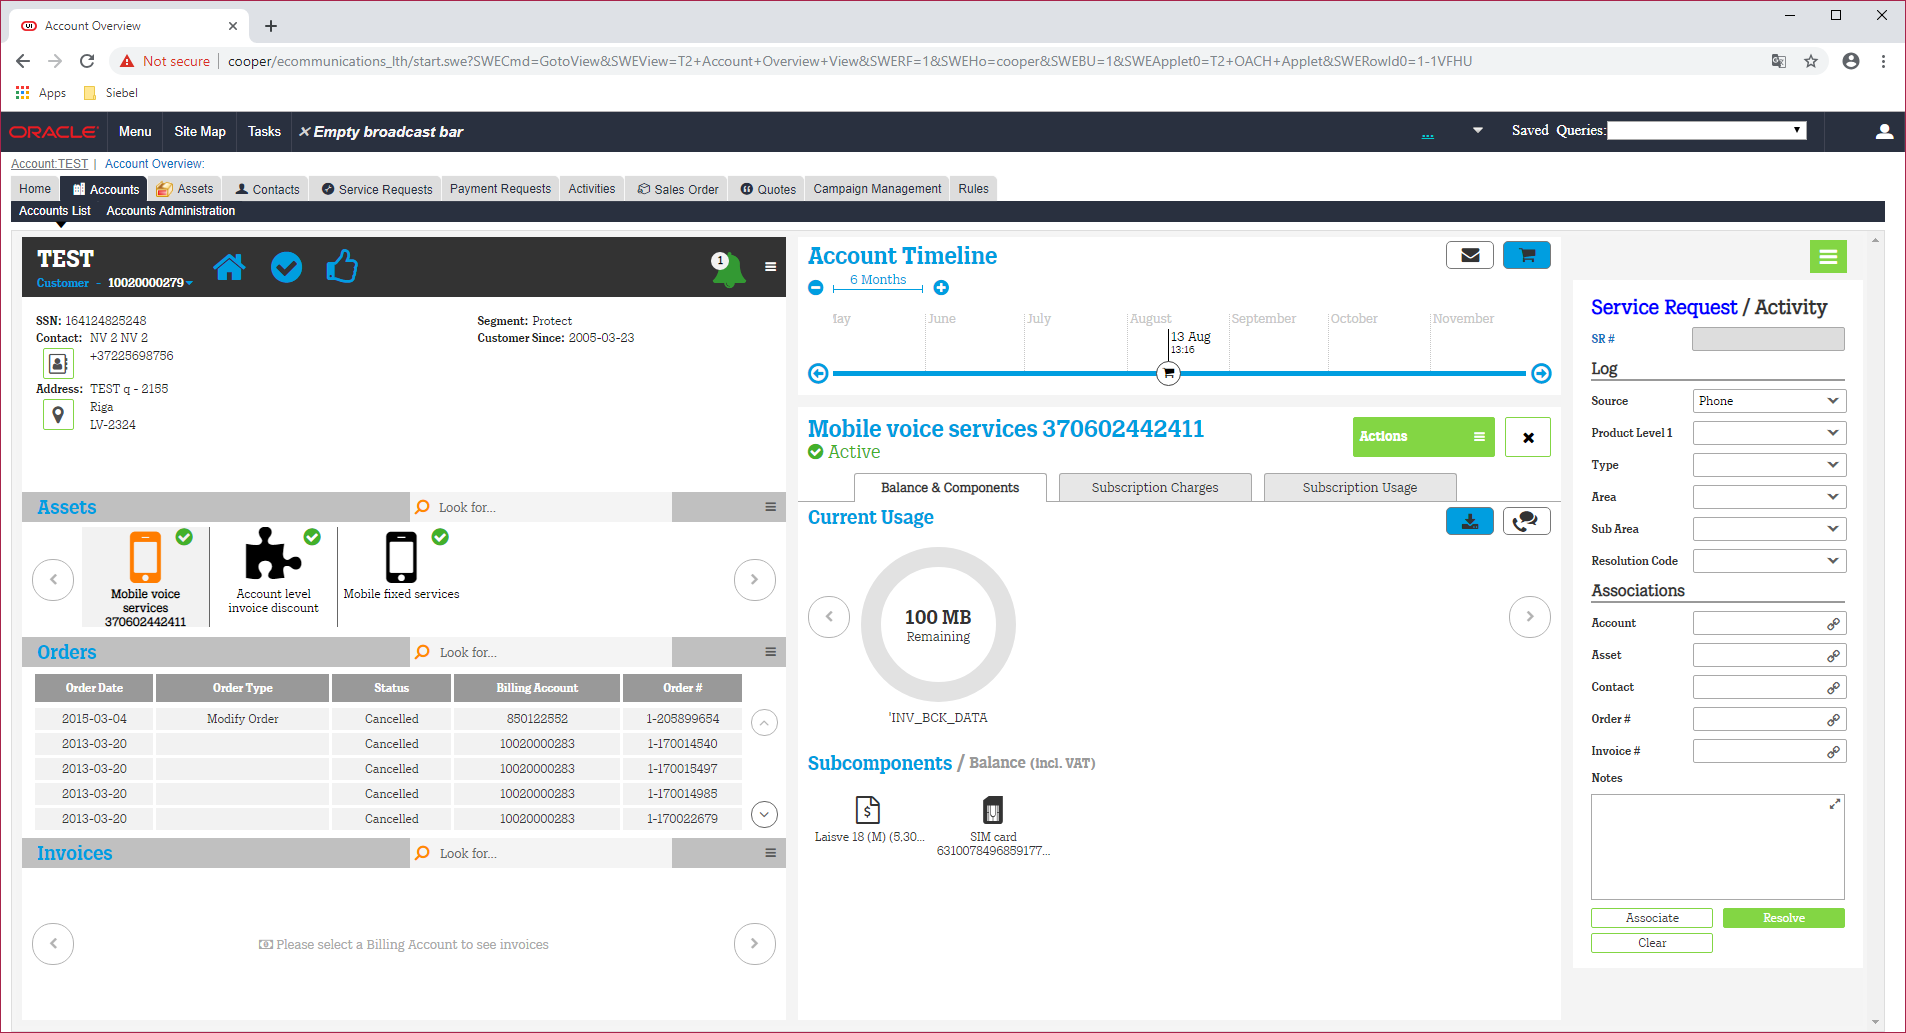 Account Overview
Not secure
cooper/ecommunications_lth/start.swe?SWECmd=GotoView&SWEView=T2+Account+Overview+View&SWERF=1&SWEHo=cooper&SWEBU=1&SWEApplet0=T2+OACH+Applet&SWERowId0=1-1VFHU
Apps Siebel
ORACLE Menu Site Map Tasks Empty broadcast bar ... Saved Queries:
Account:TEST | Account Overview:
Home Accounts Assets Contacts Service Requests Payment Requests Activities Sales Order Quotes Campaign Management Rules
Accounts List Accounts Administration
TEST
Customer - 10020000279
1
SSN: 164124825248
Contact: NV 2 NV 2
+37225698756
Address: TEST q - 2155
Riga
LV-2324
Segment: Protect
Customer Since: 2005-03-23
Assets Look for...
Mobile voice
services
370602442411
Account level
invoice discount
Mobile fixed services
Orders Look for...
Order Date Order Type Status Billing Account Order #
2015-03-04 Modify Order Cancelled 850122552 1-205899654
2013-03-20 Cancelled 10020000283 1-170014540
2013-03-20 Cancelled 10020000283 1-170015497
2013-03-20 Cancelled 10020000283 1-170014985
2013-03-20 Cancelled 10020000283 1-170022679
Invoices Look for...
Please select a Billing Account to see invoices
Account Timeline
6 Months
May June July August September October November
13 Aug
13:16
Mobile voice services 370602442411
Active
Actions
Balance & Components Subscription Charges Subscription Usage
Current Usage
100 MB
Remaining
'INV_BCK_DATA
Subcomponents / Balance (incl. VAT)
Laisve 18 (M) (5,30...
SIM card
6310078496859177...
Service Request / Activity
SR #
Log
Source Phone
Product Level 1
Type
Area
Sub Area
Resolution Code
Associations
Account
Asset
Contact
Order #
Invoice #
Notes
Associate Resolve
Clear